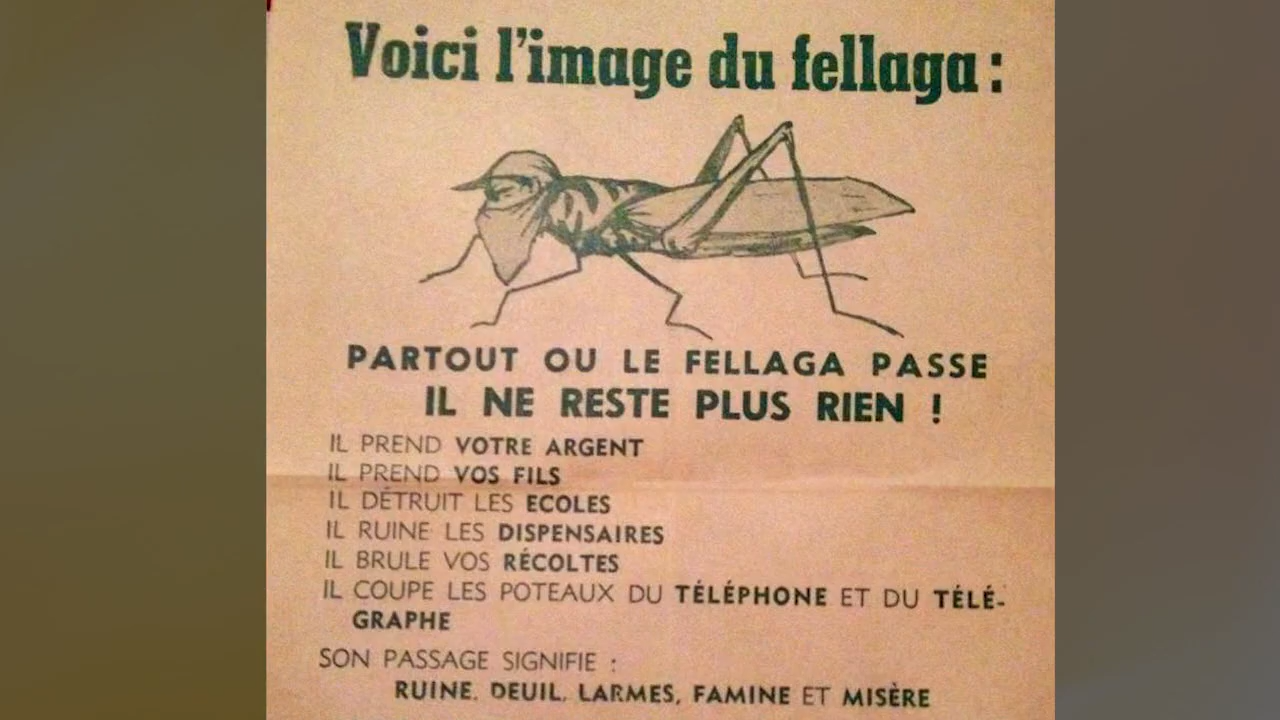 Voici l'image du fellaga :
PARTOUT OU LE FELLAGA PASSE
IL NE RESTE PLUS RIEN !
IL PREND VOTRE ARGENT
IL PREND VOS FILS
IL DÉTRUIT LES ECOLES
IL RUINE LES DISPENSAIRES
IL BRULE VOS RÉCOLTES
IL COUPE LES POTEAUX DU TÉLÉPHONE ET DU TÉLÉ-
GRAPHE
SON PASSAGE SIGNIFIE :
RUINE, DEUIL, LARMES, FAMINE ET MISÈRE